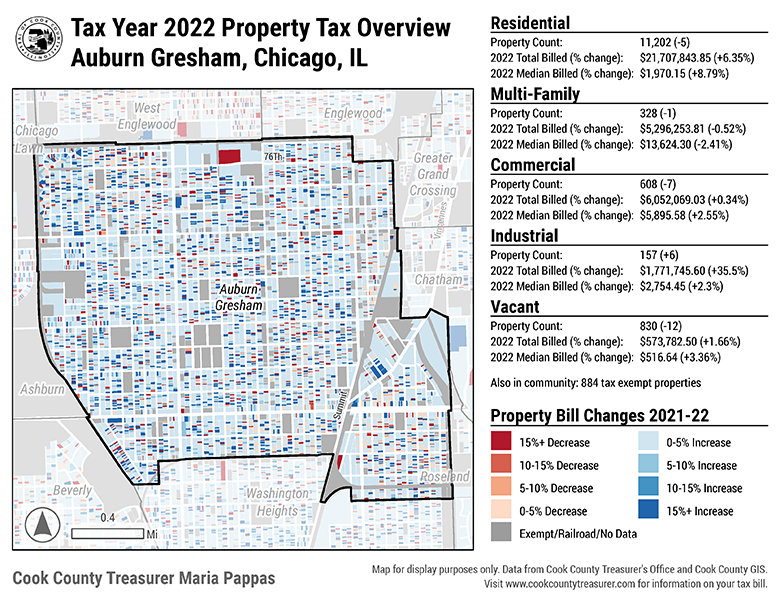 Tax Year 2022 Property Tax Overview
Auburn Gresham, Chicago, IL
West
Englewood
Englewood
Chicago
Lawn
76Th
Greater
Grand
Crossing
Vincennes
Chatham
Auburn
Gresham
Ashburn
Summit
Beverly
Washington
Heights
Roseland
0.4
Mi
Residential
Property Count: 11,202 (-5)
2022 Total Billed (% change): $21,707,843.85 (+6.35%)
2022 Median Billed (% change): $1,970.15 (+8.79%)
Multi-Family
Property Count: 328 (-1)
2022 Total Billed (% change): $5,296,253.81 (-0.52%)
2022 Median Billed (% change): $13,624.30 (-2.41%)
Commercial
Property Count: 608 (-7)
2022 Total Billed (% change): $6,052,069.03 (+0.34%)
2022 Median Billed (% change): $5,895.58 (+2.55%)
Industrial
Property Count: 157 (+6)
2022 Total Billed (% change): $1,771,745.60 (+35.5%)
2022 Median Billed (% change): $2,754.45 (+2.3%)
Vacant
Property Count: 830 (-12)
2022 Total Billed (% change): $573,782.50 (+1.66%)
2022 Median Billed (% change): $516.64 (+3.36%)
Also in community: 884 tax exempt properties
Property Bill Changes 2021-22
15%+ Decrease
10-15% Decrease
5-10% Decrease
0-5% Decrease
Exempt/Railroad/No Data
0-5% Increase
5-10% Increase
10-15% Increase
15%+ Increase
Cook County Treasurer Maria Pappas
Map for display purposes only. Data from Cook County Treasurer's Office and Cook County GIS.
Visit www.cookcountytreasurer.com for information on your tax bill.